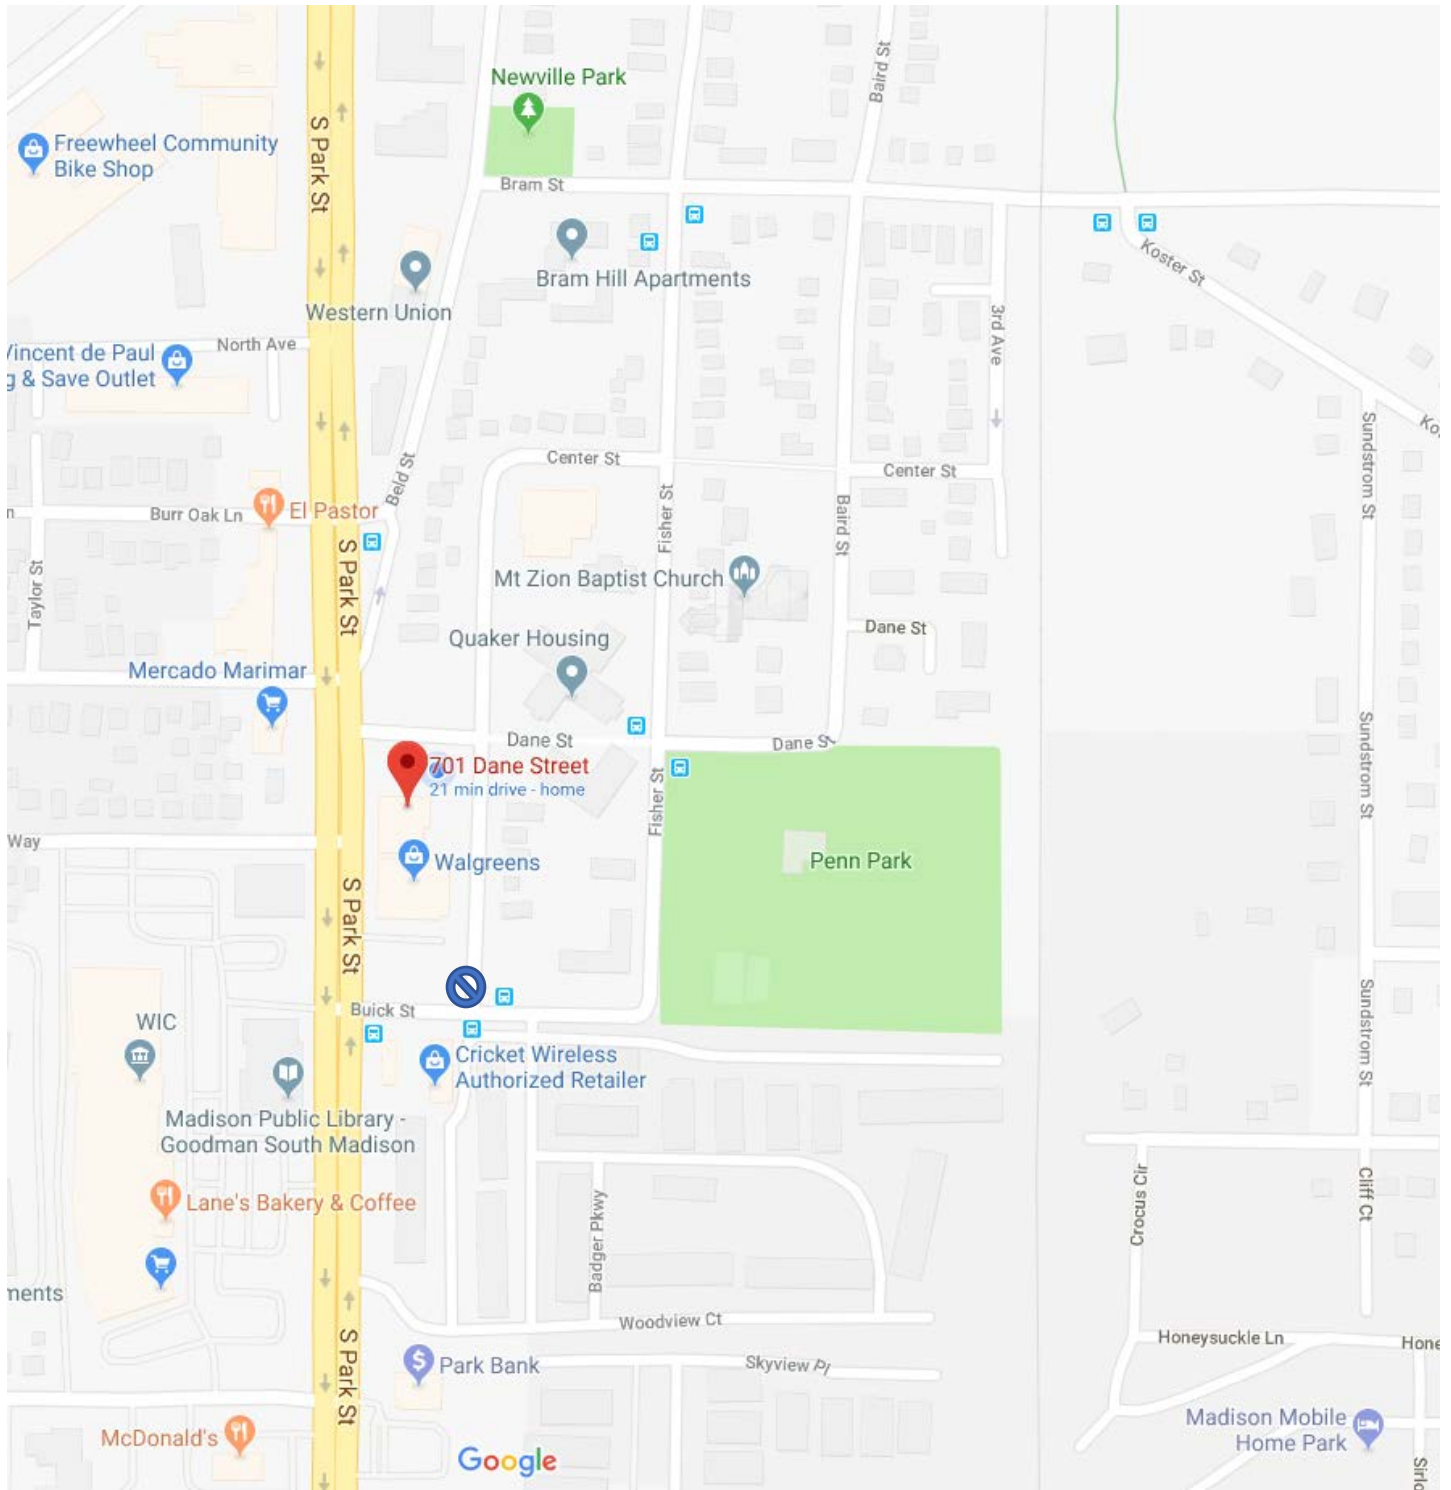 Newville Park
Baird St
Freewheel Community
Bike Shop
S Park St
Bram St
Koster St
Bram Hill Apartments
Western Union
North Ave
Vincent de Paul
g & Save Outlet
3rd Ave
Ko
Center St
Center St
Beld St
Sundstrom St
n
Burr Oak Ln
El Pastor
S Park St
Fisher St
Baird St
Taylor St
Mt Zion Baptist Church
Dane St
Quaker Housing
Mercado Marimar
Dane St
Dane St
701 Dane Street
21 min drive - home
Sundstrom St
Fisher St
Way
Walgreens
Penn Park
S Park St
Buick St
WIC
Sundstrom St
Cricket Wireless
Authorized Retailer
Madison Public Library -
Goodman South Madison
Lane's Bakery & Coffee
Badger Pkwy
Crocus Cir
Cliff Ct
ments
Woodview Ct
Honeysuckle Ln
Hone
S Park St
Park Bank
Skyview Pl
McDonald's
Madison Mobile
Home Park
Google
Sirlo